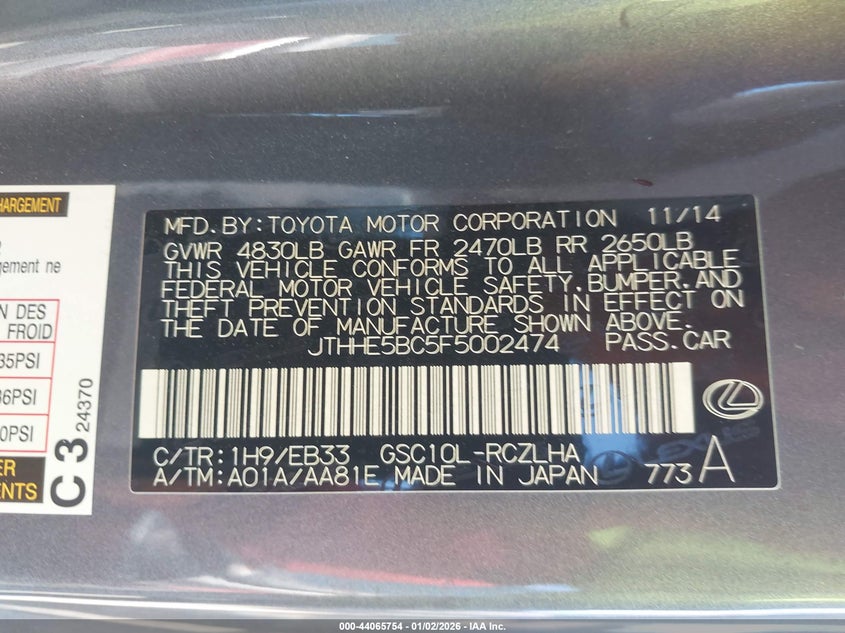 CHARGEMENT
gement ne
N DES
FROID
35PSI
36PSI
0PSI
ER
ENTS
C3 24370
MFD.BY:TOYOTA MOTOR CORPORATION 11/14
GVWR 4830LB GAWR FR 2470LB RR 2650LB
THIS VEHICLE CONFORMS TO ALL APPLICABLE
FEDERAL MOTOR VEHICLE SAFETY,BUMPER,AND
THEFT PREVENTION STANDARDS IN EFFECT ON
THE DATE OF MANUFACTURE SHOWN ABOVE.
JTHHE5BC5F5002474 PASS.CAR
C/TR:1H9/EB33 GSC10L-RCZLHA
A/TM:A01A/AA81E MADE IN JAPAN 773 A
LEXUS
000-44065754 - 01/02/2026 - IAA Inc.